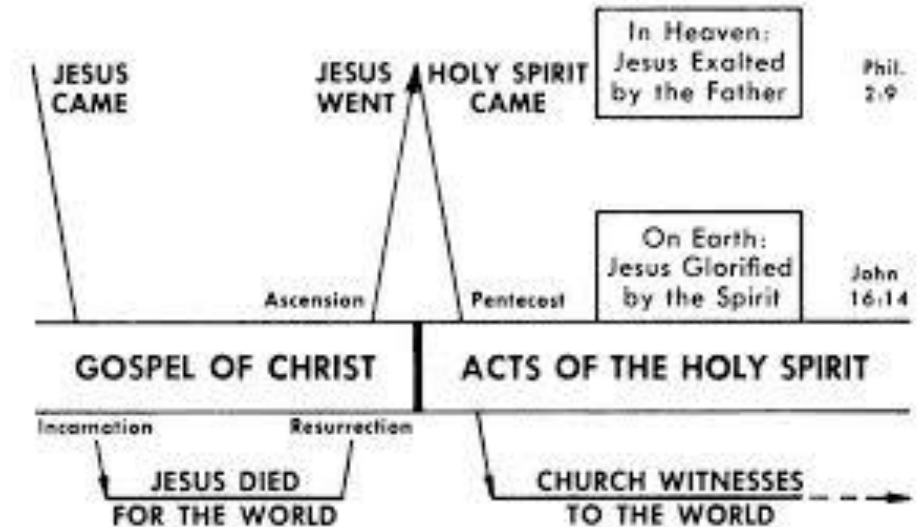 JESUS
CAME
JESUS
WENT
HOLY SPIRIT
CAME
In Heaven:
Jesus Exalted
by the Father
Phil.
2:9
On Earth:
Jesus Glorified
by the Spirit
John
16:14
Ascension
Pentecost
GOSPEL OF CHRIST
ACTS OF THE HOLY SPIRIT
Incarnation
Resurrection
JESUS DIED
FOR THE WORLD
CHURCH WITNESSES
TO THE WORLD